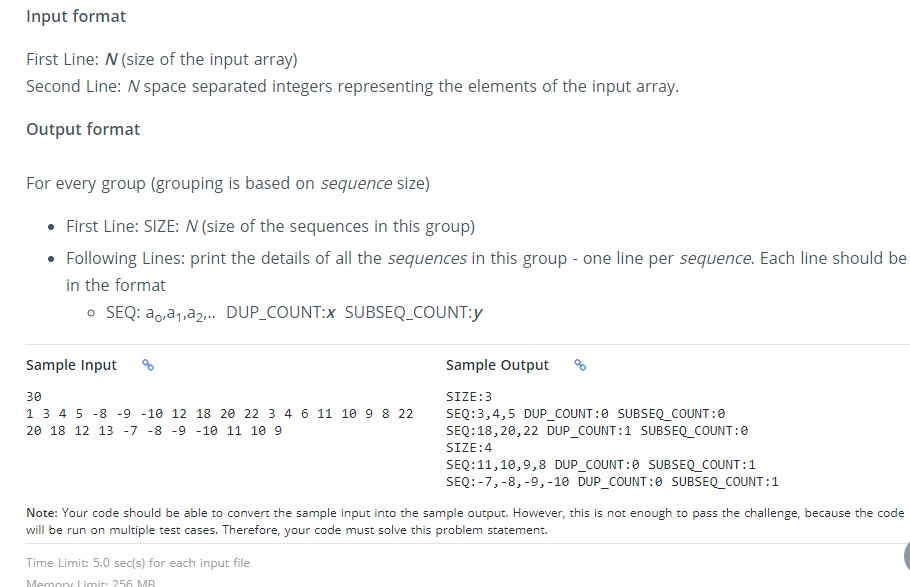 Input format
First Line: N (size of the input array)
Second Line: N space separated integers representing the elements of the input array.
Output format
For every group (grouping is based on sequence size)
• First Line: SIZE: N (size of the sequences in this group)
• Following Lines: print the details of all the sequences in this group - one line per sequence. Each line should be
in the format
○ SEQ: a₀,a₁,a₂,.. DUP_COUNT:x SUBSEQ_COUNT:y
Sample Input
30
1 3 4 5 -8 -9 -10 12 18 20 22 3 4 6 11 10 9 8 22
20 18 12 13 -7 -8 -9 -10 11 10 9
Sample Output
SIZE:3
SEQ:3,4,5 DUP_COUNT:0 SUBSEQ_COUNT:0
SEQ:18,20,22 DUP_COUNT:1 SUBSEQ_COUNT:0
SIZE:4
SEQ:11,10,9,8 DUP_COUNT:0 SUBSEQ_COUNT:1
SEQ:-7,-8,-9,-10 DUP_COUNT:0 SUBSEQ_COUNT:1
Note: Your code should be able to convert the sample input into the sample output. However, this is not enough to pass the challenge, because the code
will be run on multiple test cases. Therefore, your code must solve this problem statement.
Time Limit: 5.0 sec(s) for each input file
Memory Limit: 256 MB